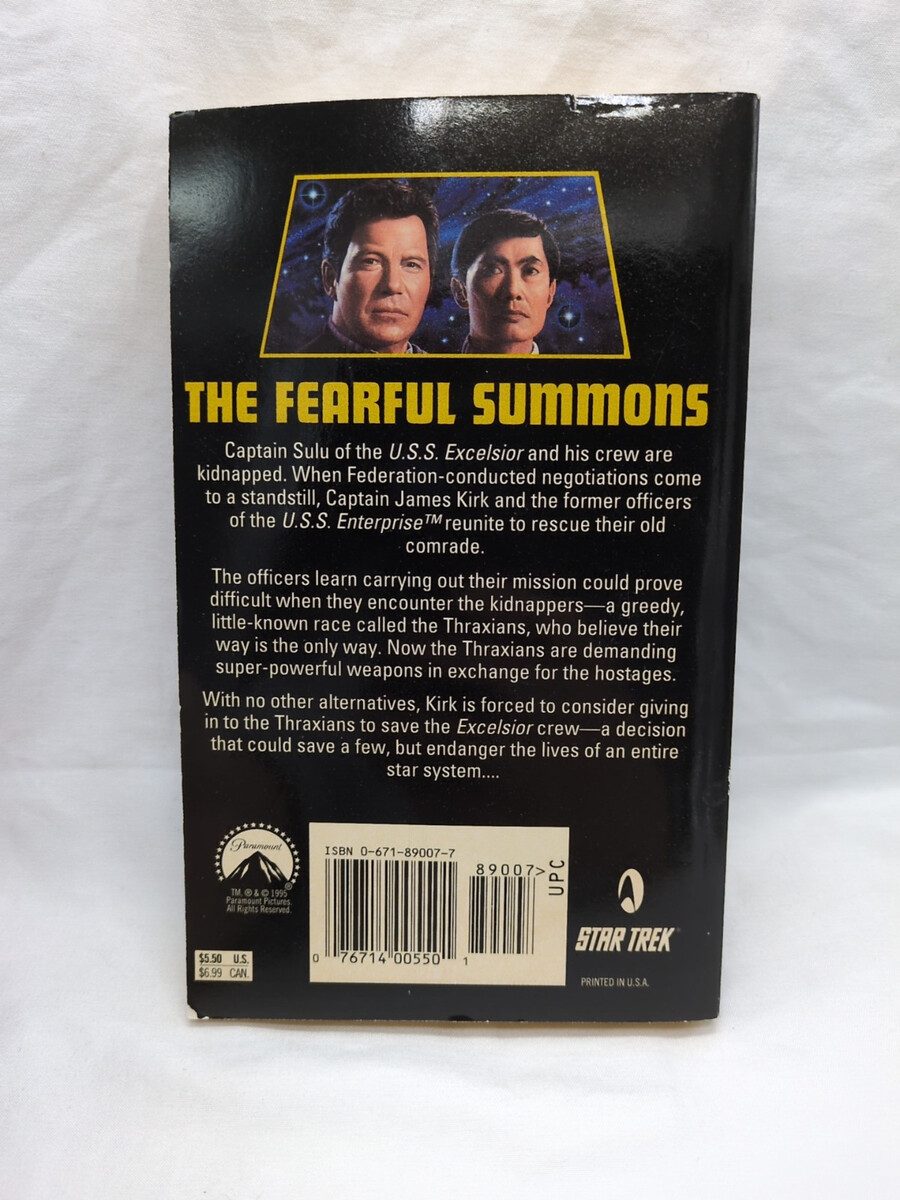 THE FEARFUL SUMMONS
Captain Sulu of the U.S.S. Excelsior and his crew are
kidnapped. When Federation-conducted negotiations come
to a standstill, Captain James Kirk and the former officers
of the U.S.S. Enterprise™ reunite to rescue their old
comrade.
The officers learn carrying out their mission could prove
difficult when they encounter the kidnappers—a greedy,
little-known race called the Thraxians, who believe their
way is the only way. Now the Thraxians are demanding
super-powerful weapons in exchange for the hostages.
With no other alternatives, Kirk is forced to consider giving
in to the Thraxians to save the Excelsior crew—a decision
that could save a few, but endanger the lives of an entire
star system....
Paramount
®
TM, ® & © 1995
Paramount Pictures.
All Rights Reserved.
$5.50 U.S.
$6.99 CAN.
ISBN 0-671-89007-7
89007>
UPC
0 76714 00550 1
STAR TREK®
PRINTED IN U.S.A.